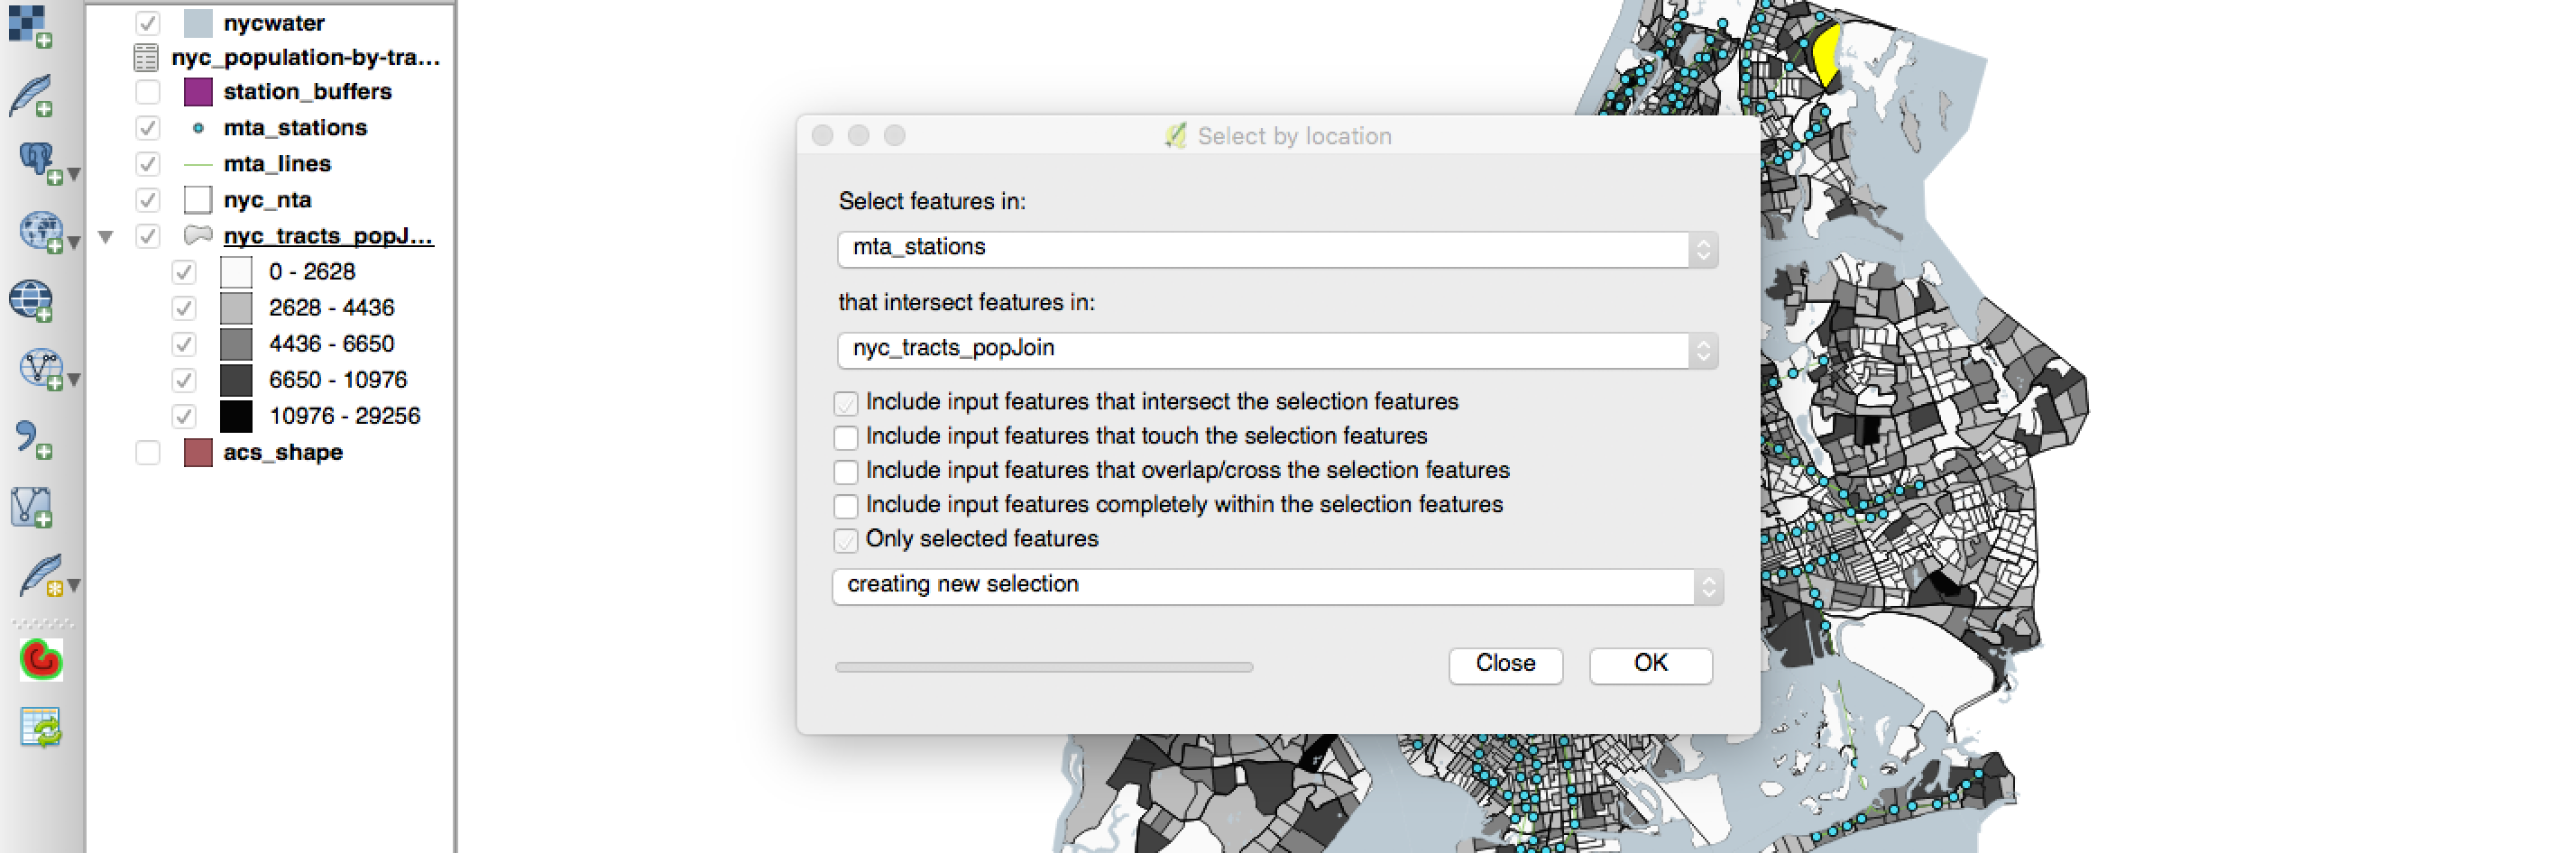 nycwater
nyc_population-by-tra...
station_buffers
mta_stations
mta_lines
nyc_nta
nyc_tracts_popJ...
0 - 2628
2628 - 4436
4436 - 6650
6650 - 10976
10976 - 29256
acs_shape
Select by location
Select features in:
mta_stations
that intersect features in:
nyc_tracts_popJoin
Include input features that intersect the selection features
Include input features that touch the selection features
Include input features that overlap/cross the selection features
Include input features completely within the selection features
Only selected features
creating new selection
Close OK